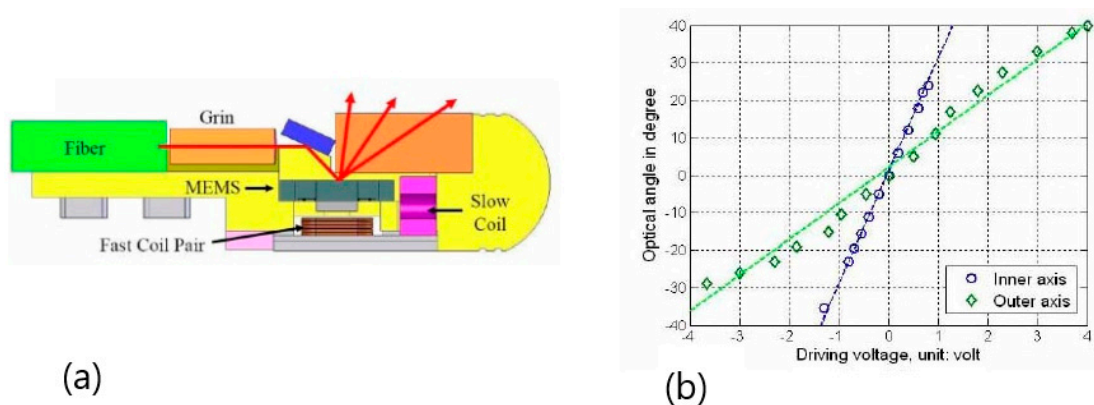 Grin
Fiber
MEMS
Slow
Coil
Fast Coil Pair
(a)
40
30
20
10
0
-10
-20
-30
-40
Optical angle in degree
-4 -3 -2 -1 0 1 2 3 4
Driving voltage, unit: volt
Inner axis
Outer axis
(b)